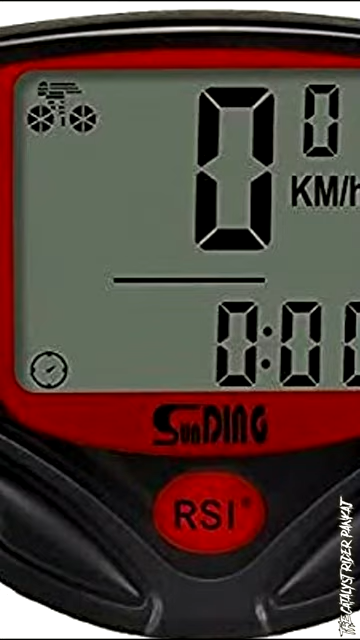 0 0
KM/h
0:00
SunDING
RSI®
THE CATALYST RIDER PANKAJ